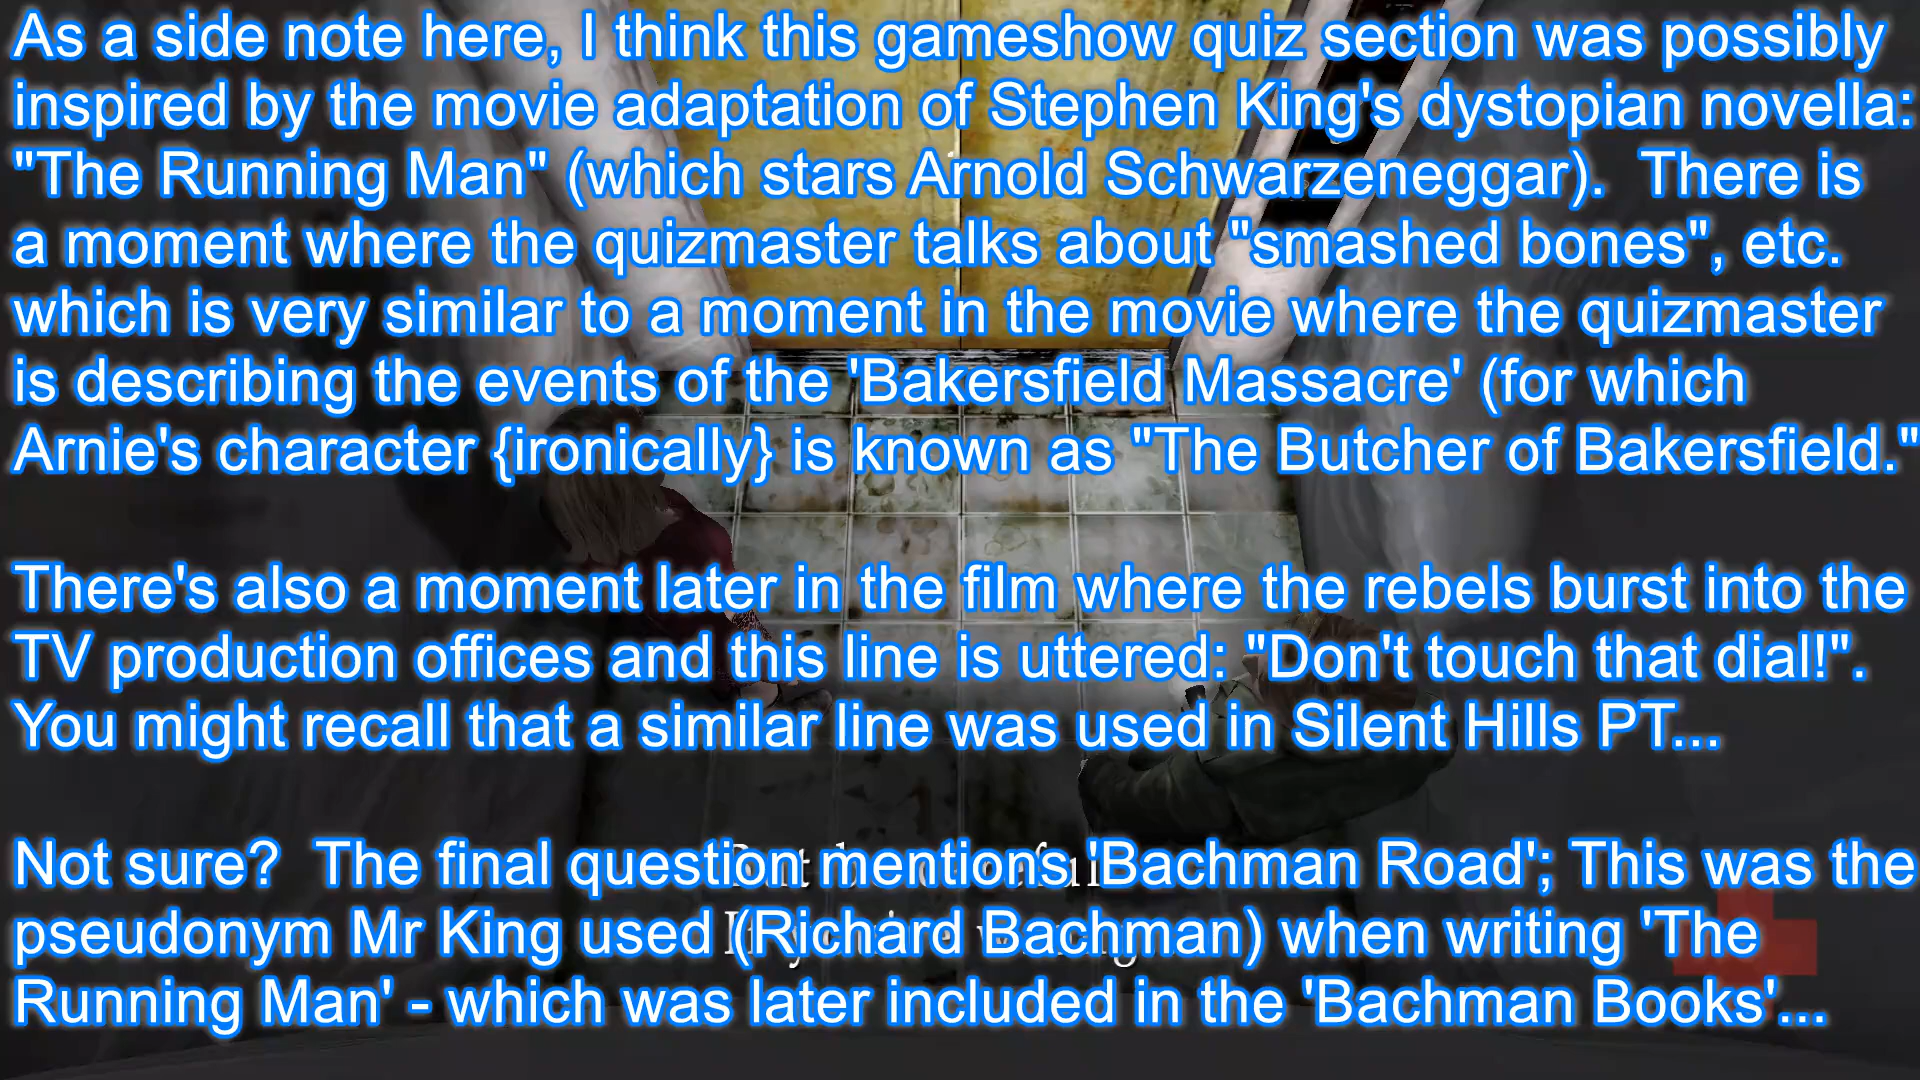 As a side note here, I think this gameshow quiz section was possibly
inspired by the movie adaptation of Stephen King's dystopian novella:
"The Running Man" (which stars Arnold Schwarzeneggar).  There is
a moment where the quizmaster talks about "smashed bones", etc.
which is very similar to a moment in the movie where the quizmaster
is describing the events of the 'Bakersfield Massacre' (for which
Arnie's character {ironically} is known as "The Butcher of Bakersfield."
There's also a moment later in the film where the rebels burst into the
TV production offices and this line is uttered: "Don't touch that dial!".
You might recall that a similar line was used in Silent Hills PT...
Not sure?  The final question mentions 'Bachman Road'; This was the
pseudonym Mr King used (Richard Bachman) when writing 'The
Running Man' - which was later included in the 'Bachman Books'...